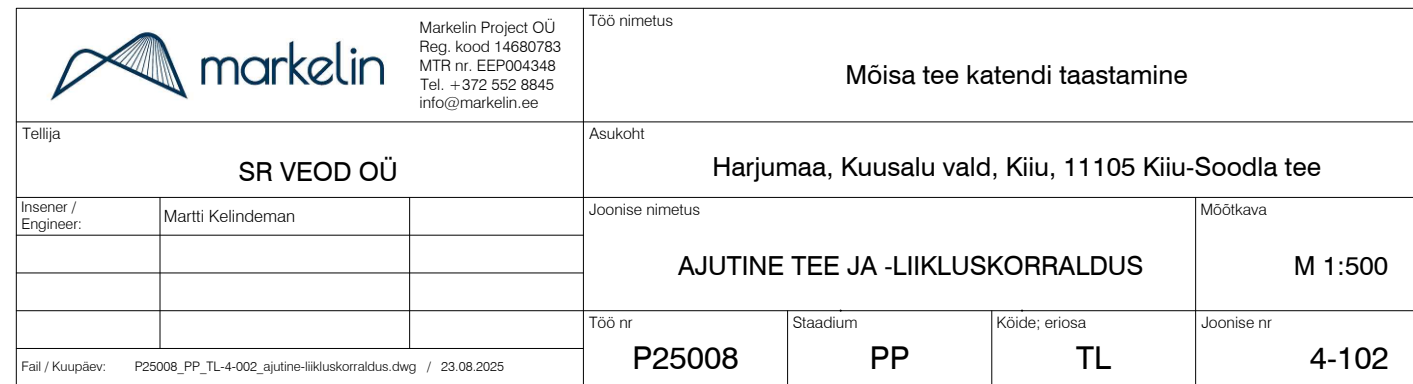 markelin
Markelin Project OÜ
Reg. kood 14680783
MTR nr. EEP004348
Tel. +372 552 8845
info@markelin.ee
Töö nimetus
Mõisa tee katendi taastamine
Tellija
SR VEOD OÜ
Asukoht
Harjumaa, Kuusalu vald, Kiiu, 11105 Kiiu-Soodla tee
Insener /
Engineer:
Martti Kelindeman
Joonise nimetus
AJUTINE TEE JA -LIIKLUSKORRALDUS
Mõõtkava
M 1:500
Töö nr
P25008
Staadium
PP
Köide; eriosa
TL
Joonise nr
4-102
Fail / Kuupäev: P25008_PP_TL-4-002_ajutine-liikluskorraldus.dwg / 23.08.2025